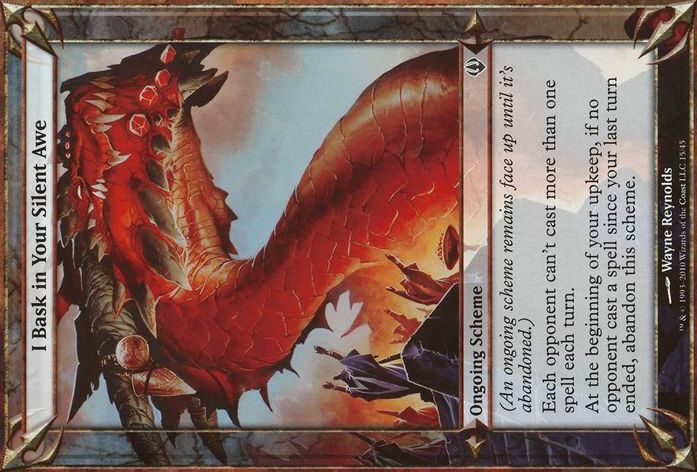 I Bask in Your Silent Awe
Ongoing Scheme
(An ongoing scheme remains face up until it's
abandoned.)
Each opponent can't cast more than one
spell each turn.
At the beginning of your upkeep, if no
opponent cast a spell since your last turn
ended, abandon this scheme.
Wayne Reynolds
™ & © 1993-2010 Wizards of the Coast LLC 15/45